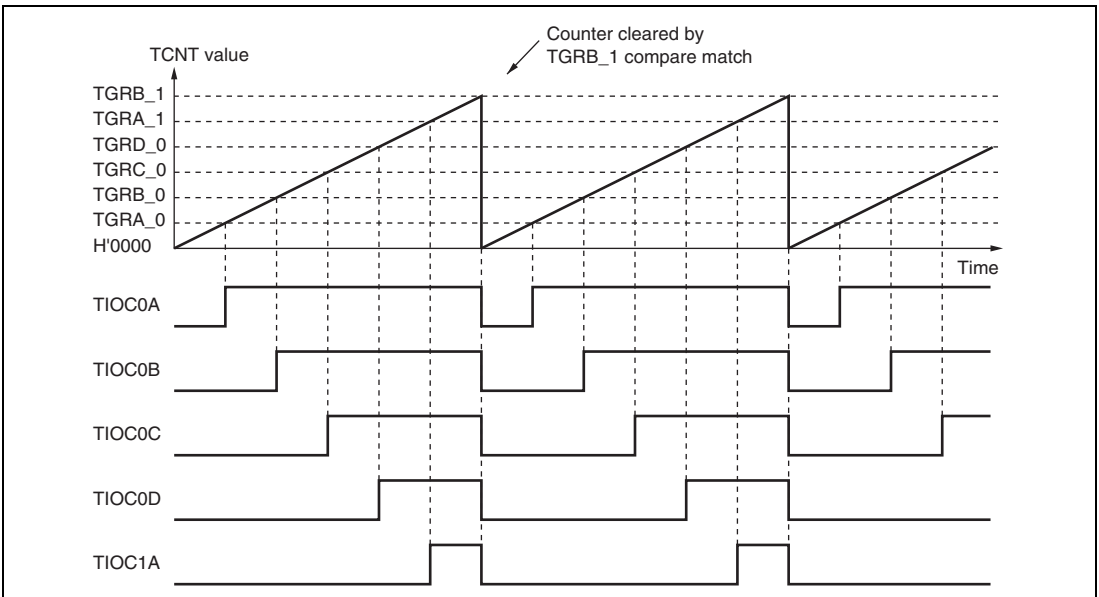 Counter cleared by
TGRB_1 compare match
TCNT value
TGRB_1
TGRA_1
TGRD_0
TGRC_0
TGRB_0
TGRA_0
H'0000
Time
TIOC0A
TIOC0B
TIOC0C
TIOC0D
TIOC1A